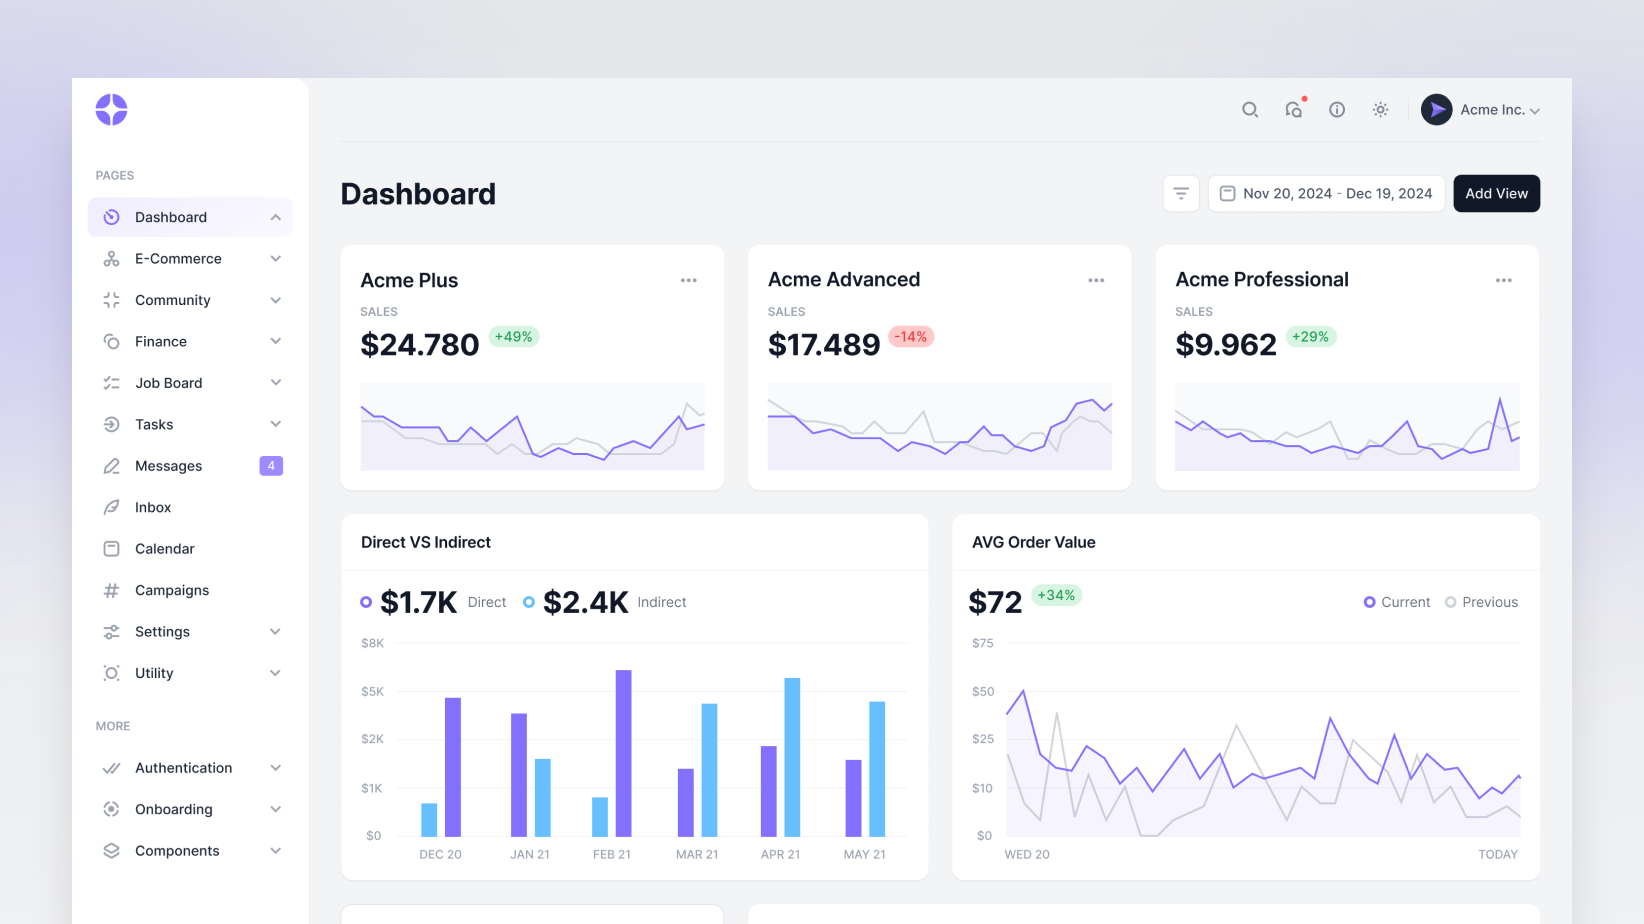 Acme Inc.
PAGES
Dashboard
E-Commerce
Community
Finance
Job Board
Tasks
Messages 4
Inbox
Calendar
Campaigns
Settings
Utility
MORE
Authentication
Onboarding
Components
Dashboard
Nov 20, 2024 - Dec 19, 2024
Add View
Acme Plus
SALES
$24.780 +49%
Acme Advanced
SALES
$17.489 -14%
Acme Professional
SALES
$9.962 +29%
Direct VS Indirect
$1.7K Direct $2.4K Indirect
$8K
$5K
$2K
$1K
$0
DEC 20 JAN 21 FEB 21 MAR 21 APR 21 MAY 21
AVG Order Value
$72 +34% Current Previous
$75
$50
$25
$10
$0
WED 20 TODAY